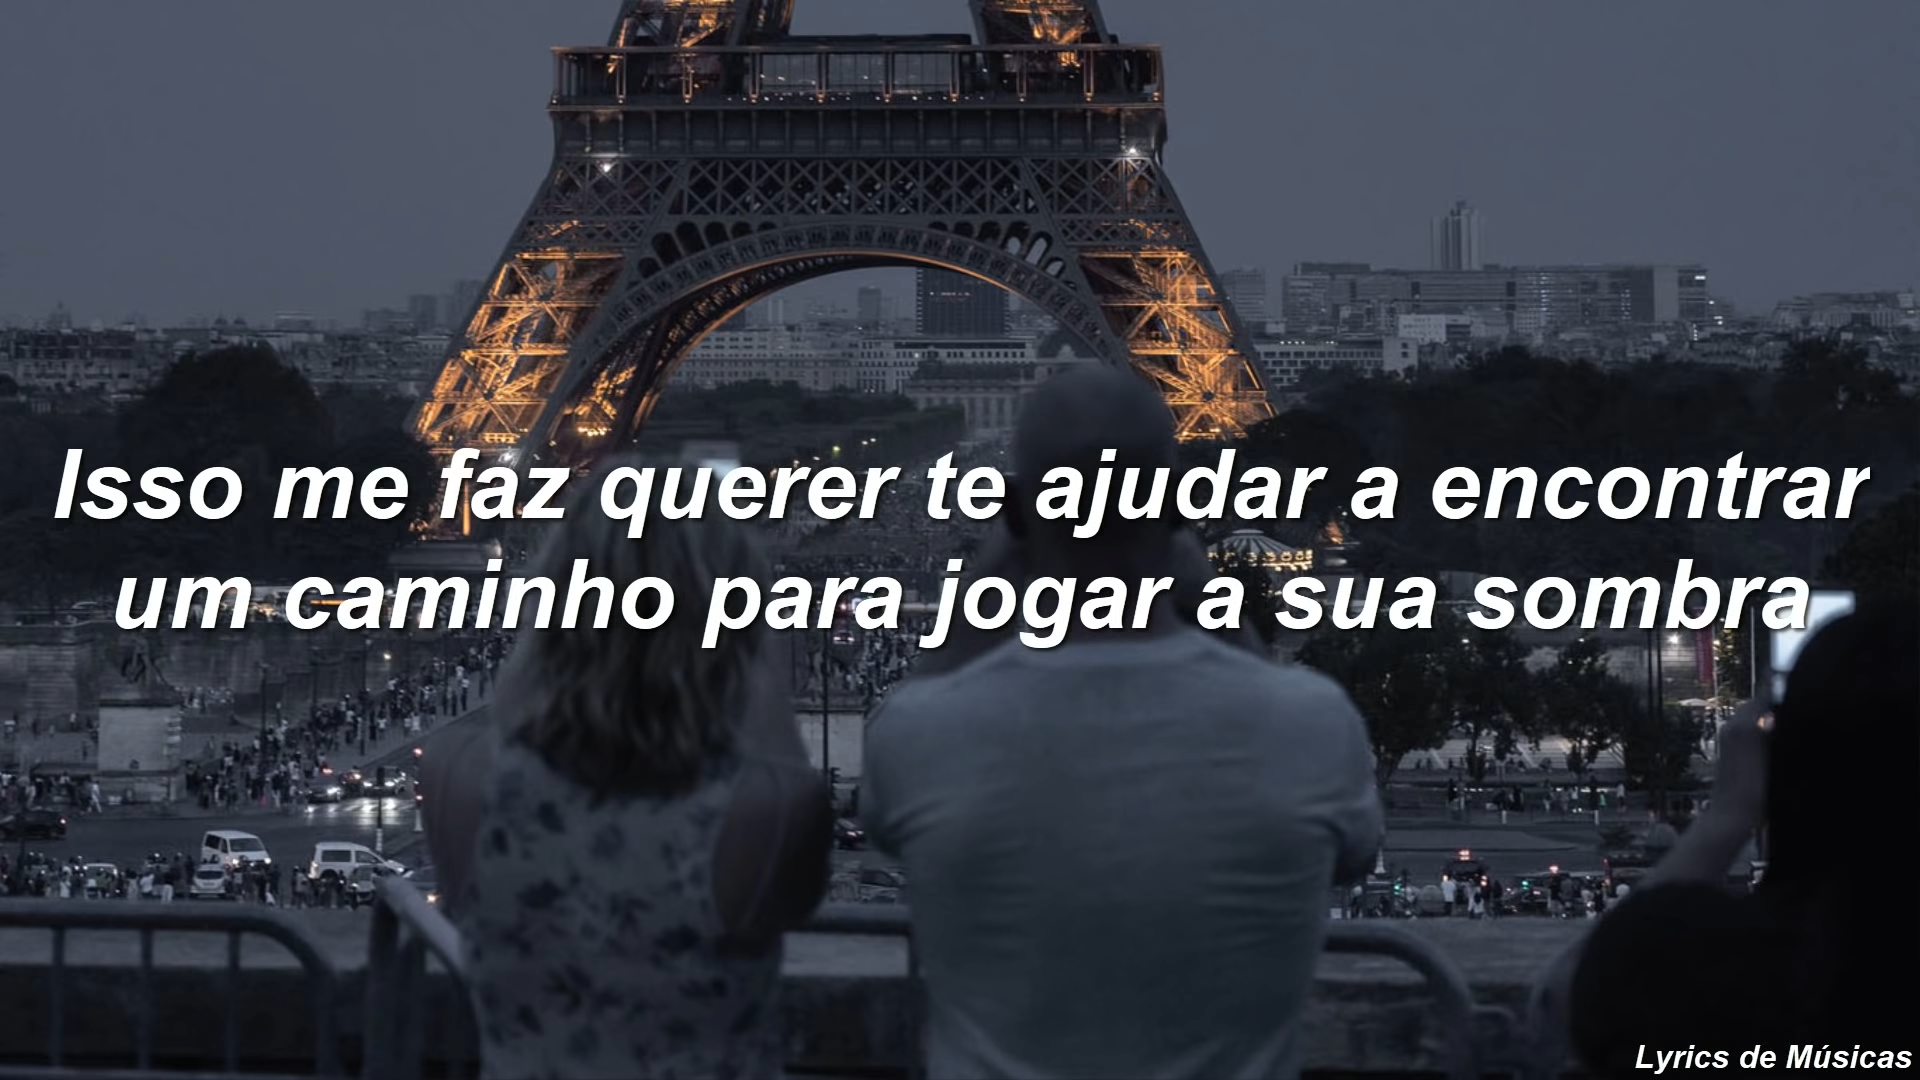 Isso me faz querer te ajudar a encontrar
um caminho para jogar a sua sombra
Lyrics de Músicas